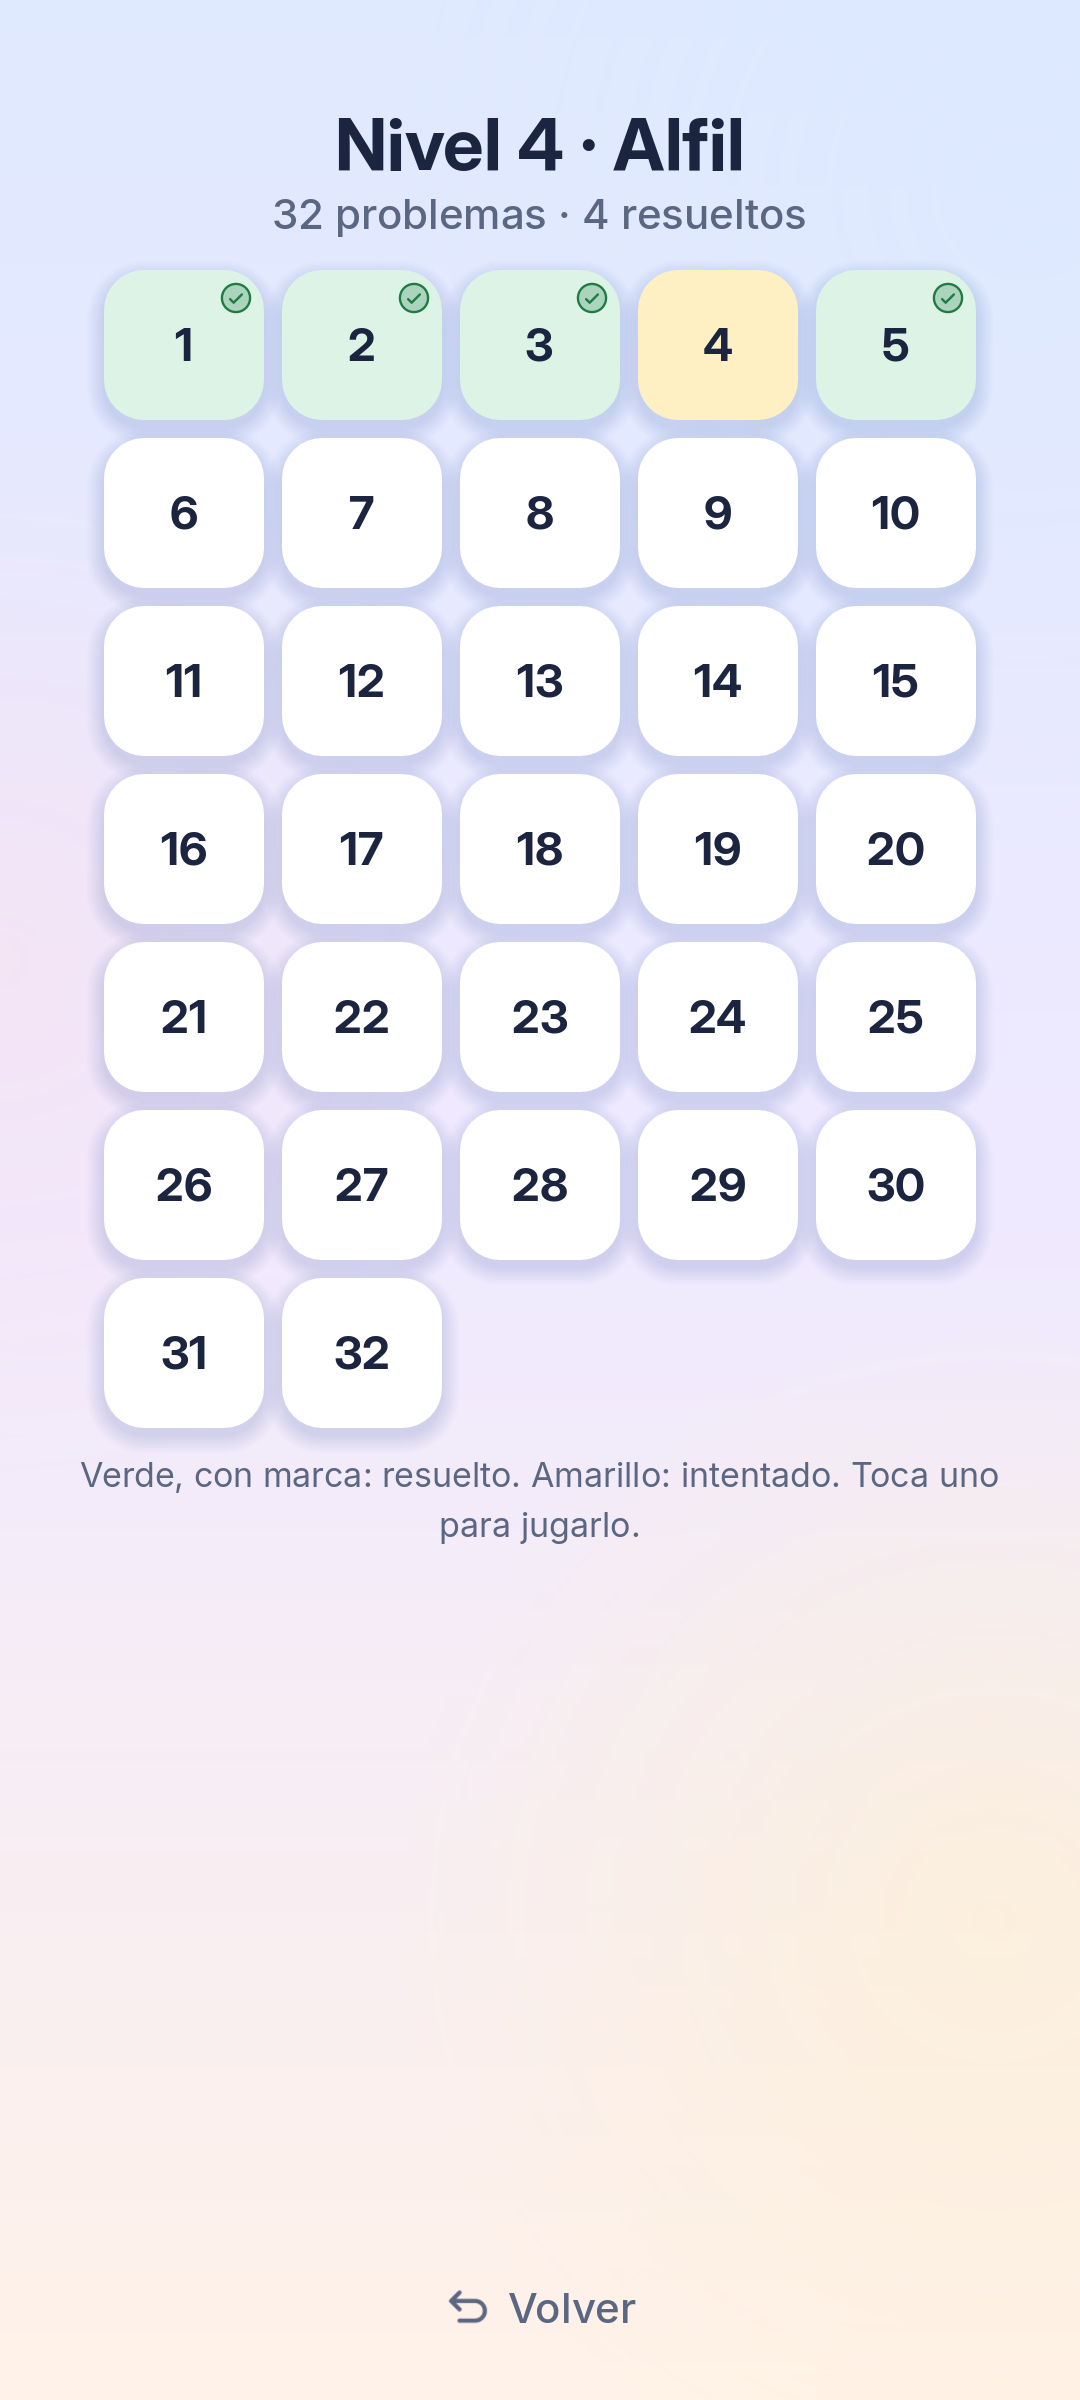 Nivel 4 · Alfil
32 problemas · 4 resueltos
1 2 3 4 5
6 7 8 9 10
11 12 13 14 15
16 17 18 19 20
21 22 23 24 25
26 27 28 29 30
31 32
Verde, con marca: resuelto. Amarillo: intentado. Toca uno
para jugarlo.
Volver